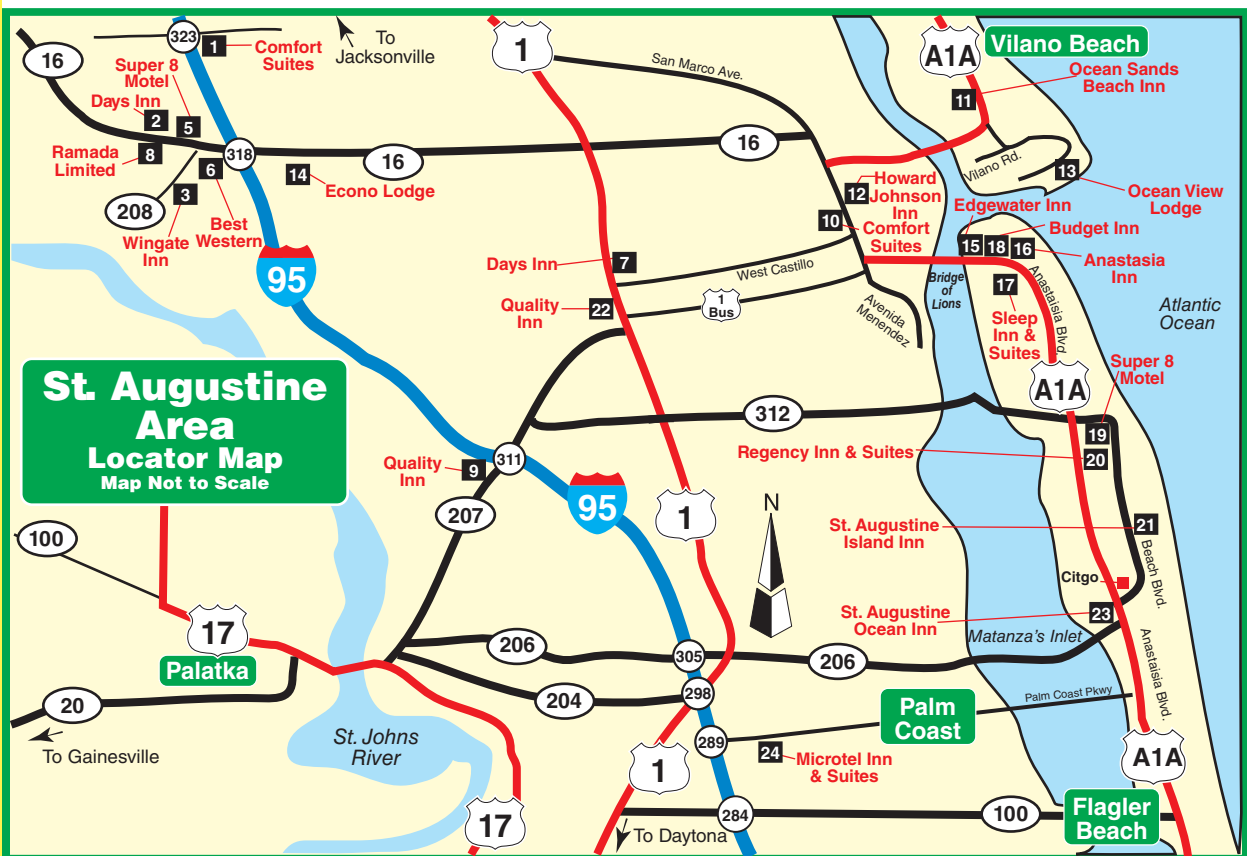 323
1
Comfort
Suites
To
Jacksonville
1
San Marco Ave.
A1A
Vilano Beach
Ocean Sands
Beach Inn
11
16
Super 8
Motel
Days Inn
2
5
Ramada
Limited
8
318
6
14
Econo Lodge
16
16
208
3
Wingate
Inn
Best
Western
95
Vilano Rd.
13
Ocean View
Lodge
12
Howard
Johnson
Inn
10
Comfort
Suites
Edgewater Inn
Budget Inn
15
18
16
Anastasia
Inn
Days Inn
7
West Castillo
Quality
Inn
22
1
Bus
Avenida
Menendez
Bridge
of
Lions
17
Sleep
Inn &
Suites
Anastaisia Blvd.
Atlantic
Ocean
St. Augustine
Area
Locator Map
Map Not to Scale
A1A
Super 8
Motel
312
19
Regency Inn & Suites
20
Quality
Inn
9
311
95
207
1
N
St. Augustine
Island Inn
21
Beach Blvd.
Citgo
100
17
Palatka
St. Augustine
Ocean Inn
23
Matanza's Inlet
206
305
206
Anastaisia Blvd.
20
To Gainesville
204
298
Palm Coast Pkwy
Palm
Coast
St. Johns
River
289
24
Microtel Inn
& Suites
1
A1A
17
284
100
Flagler
Beach
To Daytona